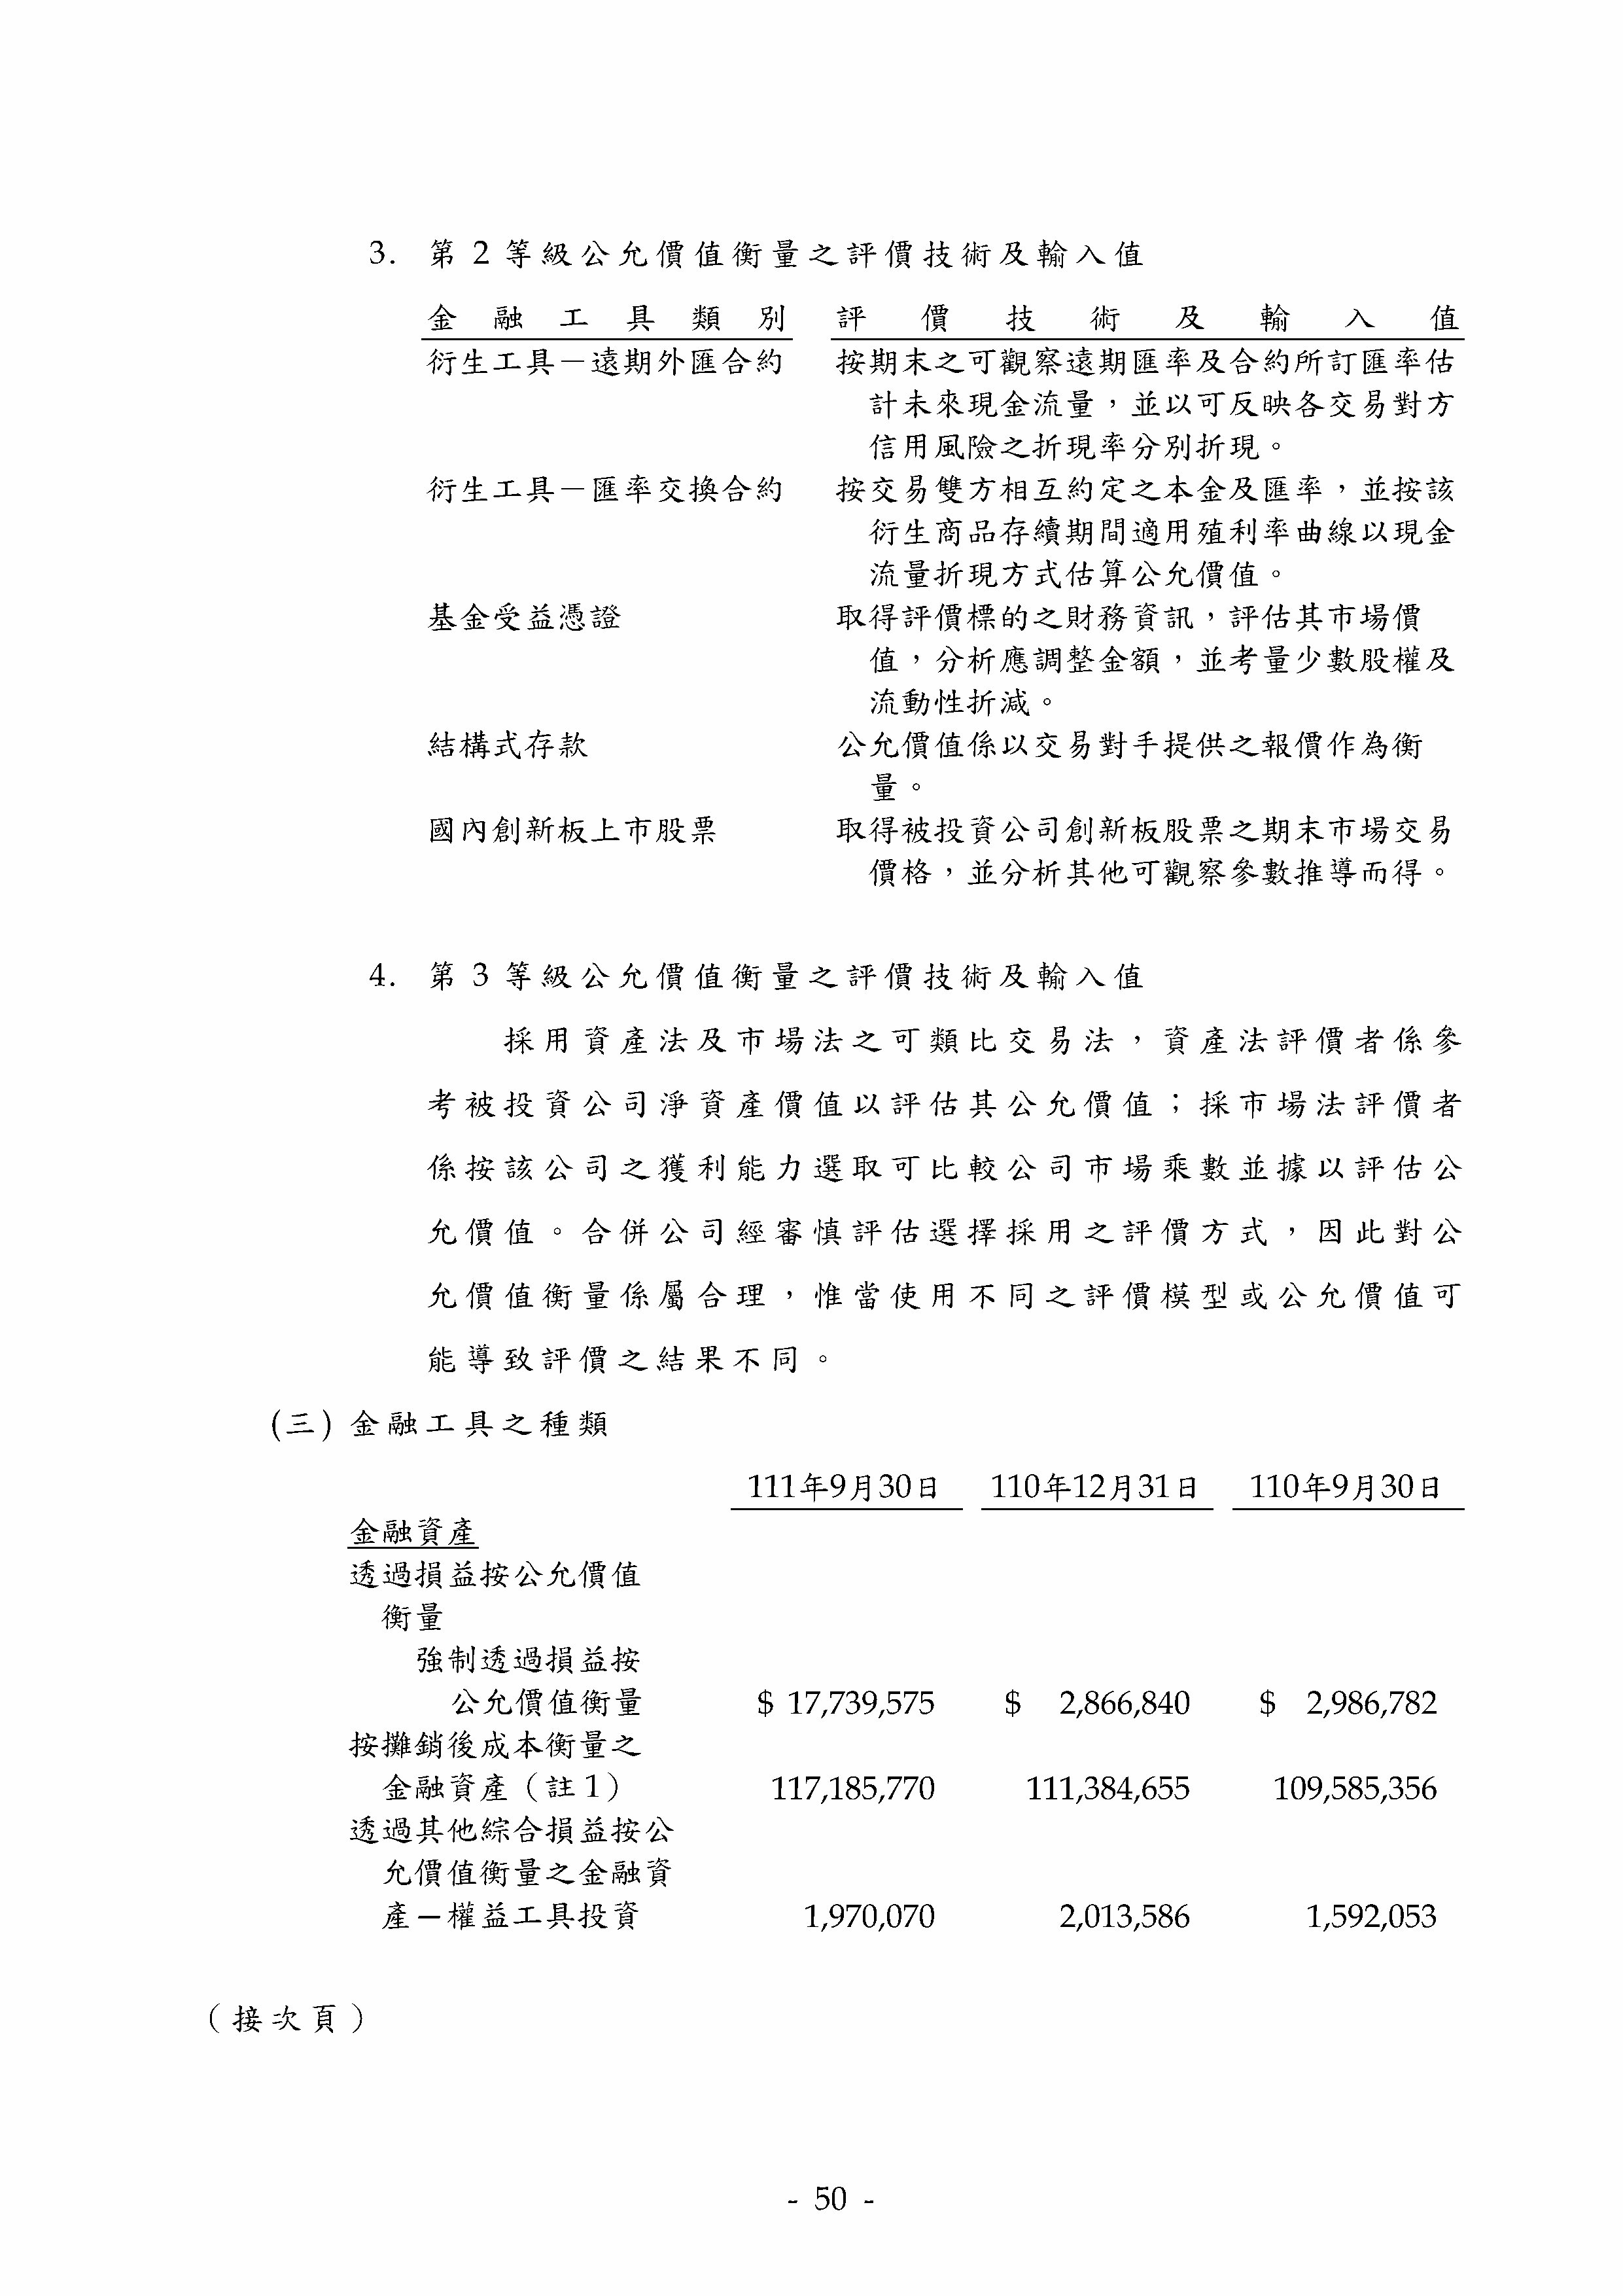 3. 第 2 等級公允價值衡量之評價技術及輸入值
金融工具類別 評價技術及輸入值
衍生工具－遠期外匯合約 按期末之可觀察遠期匯率及合約所訂匯率估
計未來現金流量，並以可反映各交易對方
信用風險之折現率分別折現。
衍生工具－匯率交換合約 按交易雙方相互約定之本金及匯率，並按該
衍生商品存續期間適用殖利率曲線以現金
流量折現方式估算公允價值。
基金受益憑證 取得評價標的之財務資訊，評估其市場價
值，分析應調整金額，並考量少數股權及
流動性折減。
結構式存款 公允價值係以交易對手提供之報價作為衡
量。
國內創新板上市股票 取得被投資公司創新板股票之期末市場交易
價格，並分析其他可觀察參數推導而得。
4. 第 3 等級公允價值衡量之評價技術及輸入值
採用資產法及市場法之可類比交易法，資產法評價者係參
考被投資公司淨資產價值以評估其公允價值；採市場法評價者
係按該公司之獲利能力選取可比較公司市場乘數並據以評估公
允價值。合併公司經審慎評估選擇採用之評價方式，因此對公
允價值衡量係屬合理，惟當使用不同之評價模型或公允價值可
能導致評價之結果不同。
(三) 金融工具之種類
111年9月30日 110年12月31日 110年9月30日
金融資產
透過損益按公允價值
衡量
強制透過損益按
公允價值衡量 $ 17,739,575 $ 2,866,840 $ 2,986,782
按攤銷後成本衡量之
金融資產（註 1） 117,185,770 111,384,655 109,585,356
透過其他綜合損益按公
允價值衡量之金融資
產－權益工具投資 1,970,070 2,013,586 1,592,053
（接次頁）
- 50 -